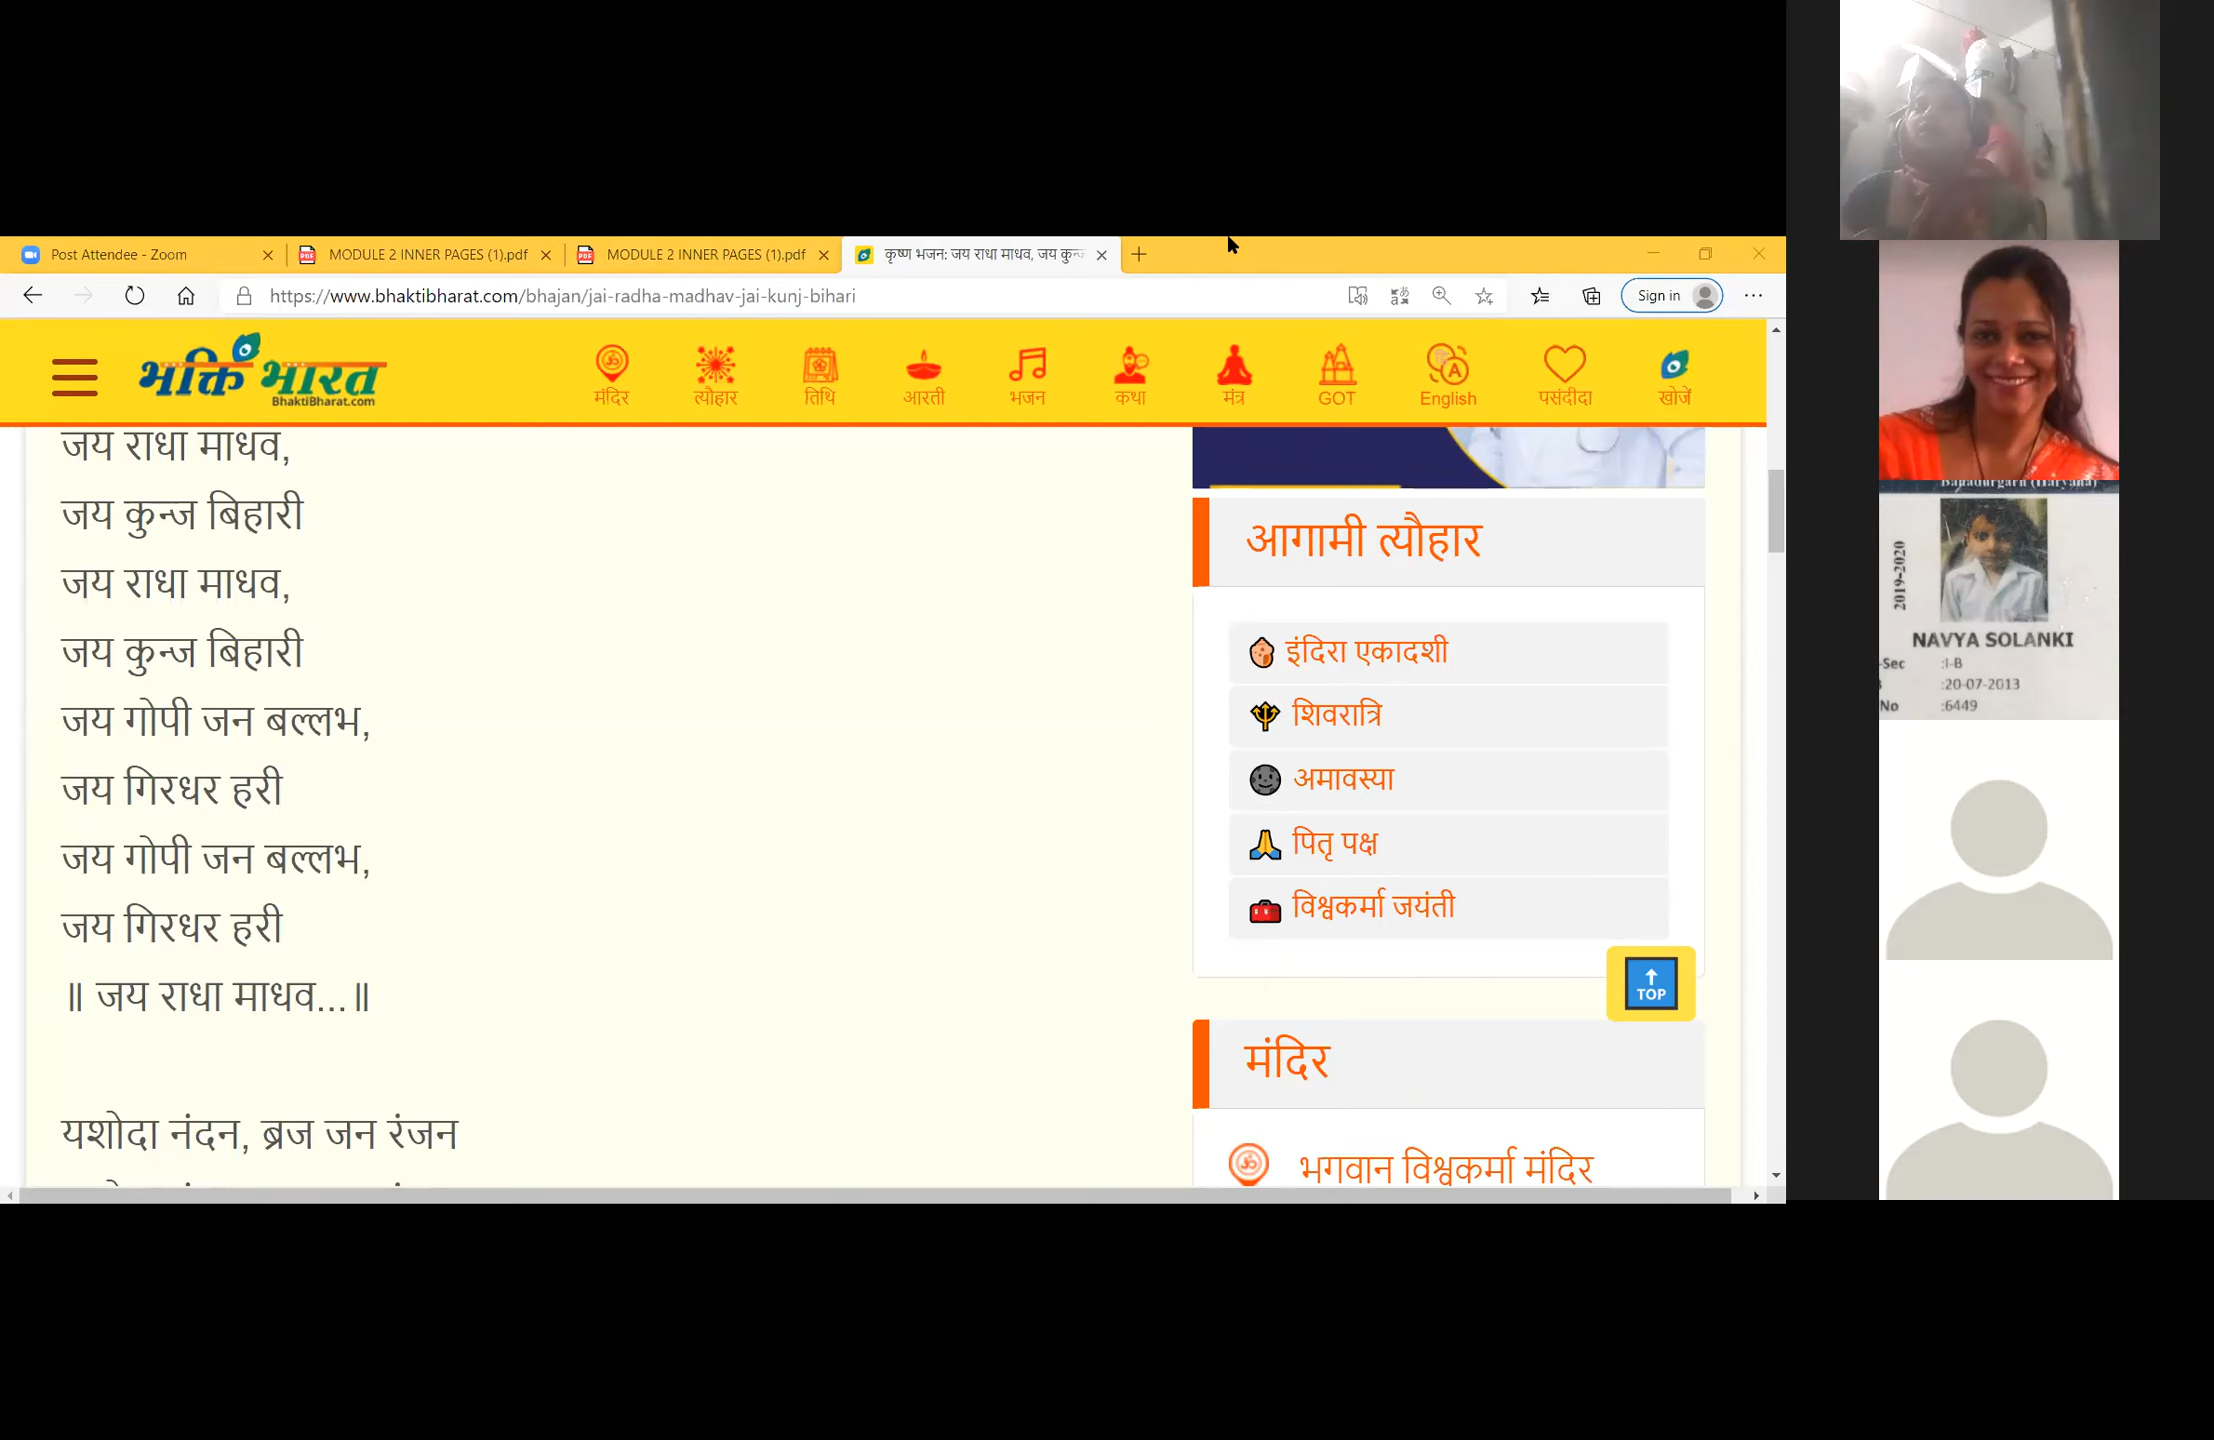 Post Attendee - Zoom
MODULE 2 INNER PAGES (1).pdf
MODULE 2 INNER PAGES (1).pdf
कृष्ण भजन: जय राधा माधव, जय कुन्ज
https://www.bhaktibharat.com/bhajan/jai-radha-madhav-jai-kunj-bihari
Sign in
भक्ति भारत
BhaktiBharat.com
मंदिर
त्यौहार
तिथि
आरती
भजन
कथा
मंत्र
GOT
English
पसंदीदा
खोजें
जय राधा माधव,
जय कुन्ज बिहारी
जय राधा माधव,
जय कुन्ज बिहारी
जय गोपी जन बल्लभ,
जय गिरधर हरी
जय गोपी जन बल्लभ,
जय गिरधर हरी
॥ जय राधा माधव...॥
यशोदा नंदन, ब्रज जन रंजन
आगामी त्यौहार
इंदिरा एकादशी
शिवरात्रि
अमावस्या
पितृ पक्ष
विश्वकर्मा जयंती
TOP
मंदिर
भगवान विश्वकर्मा मंदिर
Bahadurgarh (Haryana)
2019-2020
NAVYA SOLANKI
-Sec :I-B
:20-07-2013
No :6449